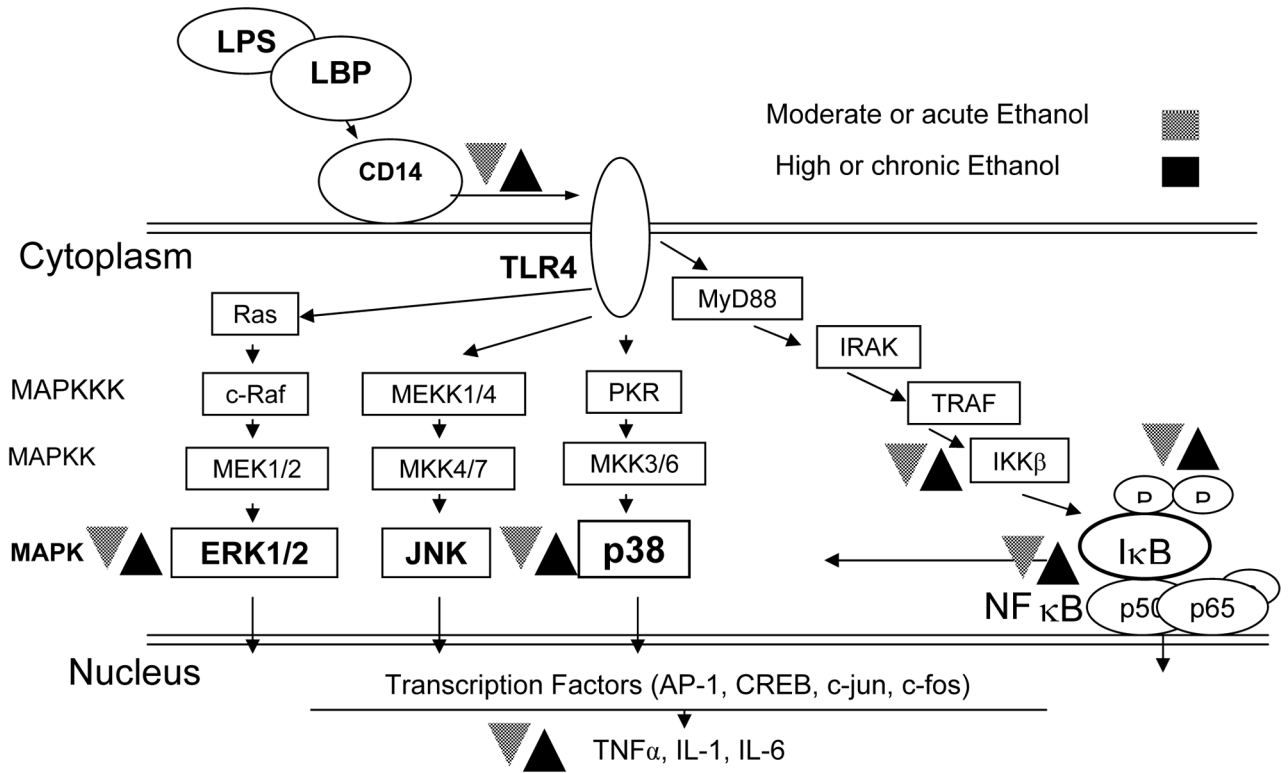 LPS
LBP
Moderate or acute Ethanol
High or chronic Ethanol
CD14
Cytoplasm
TLR4
MyD88
Ras
IRAK
MAPKKK
c-Raf
MEKK1/4
PKR
TRAF
MAPKK
MEK1/2
MKK4/7
MKK3/6
IKKβ
P P
MAPK
ERK1/2
JNK
p38
IκB
NF κB
p50
p65
Nucleus
Transcription Factors (AP-1, CREB, c-jun, c-fos)
TNFα, IL-1, IL-6